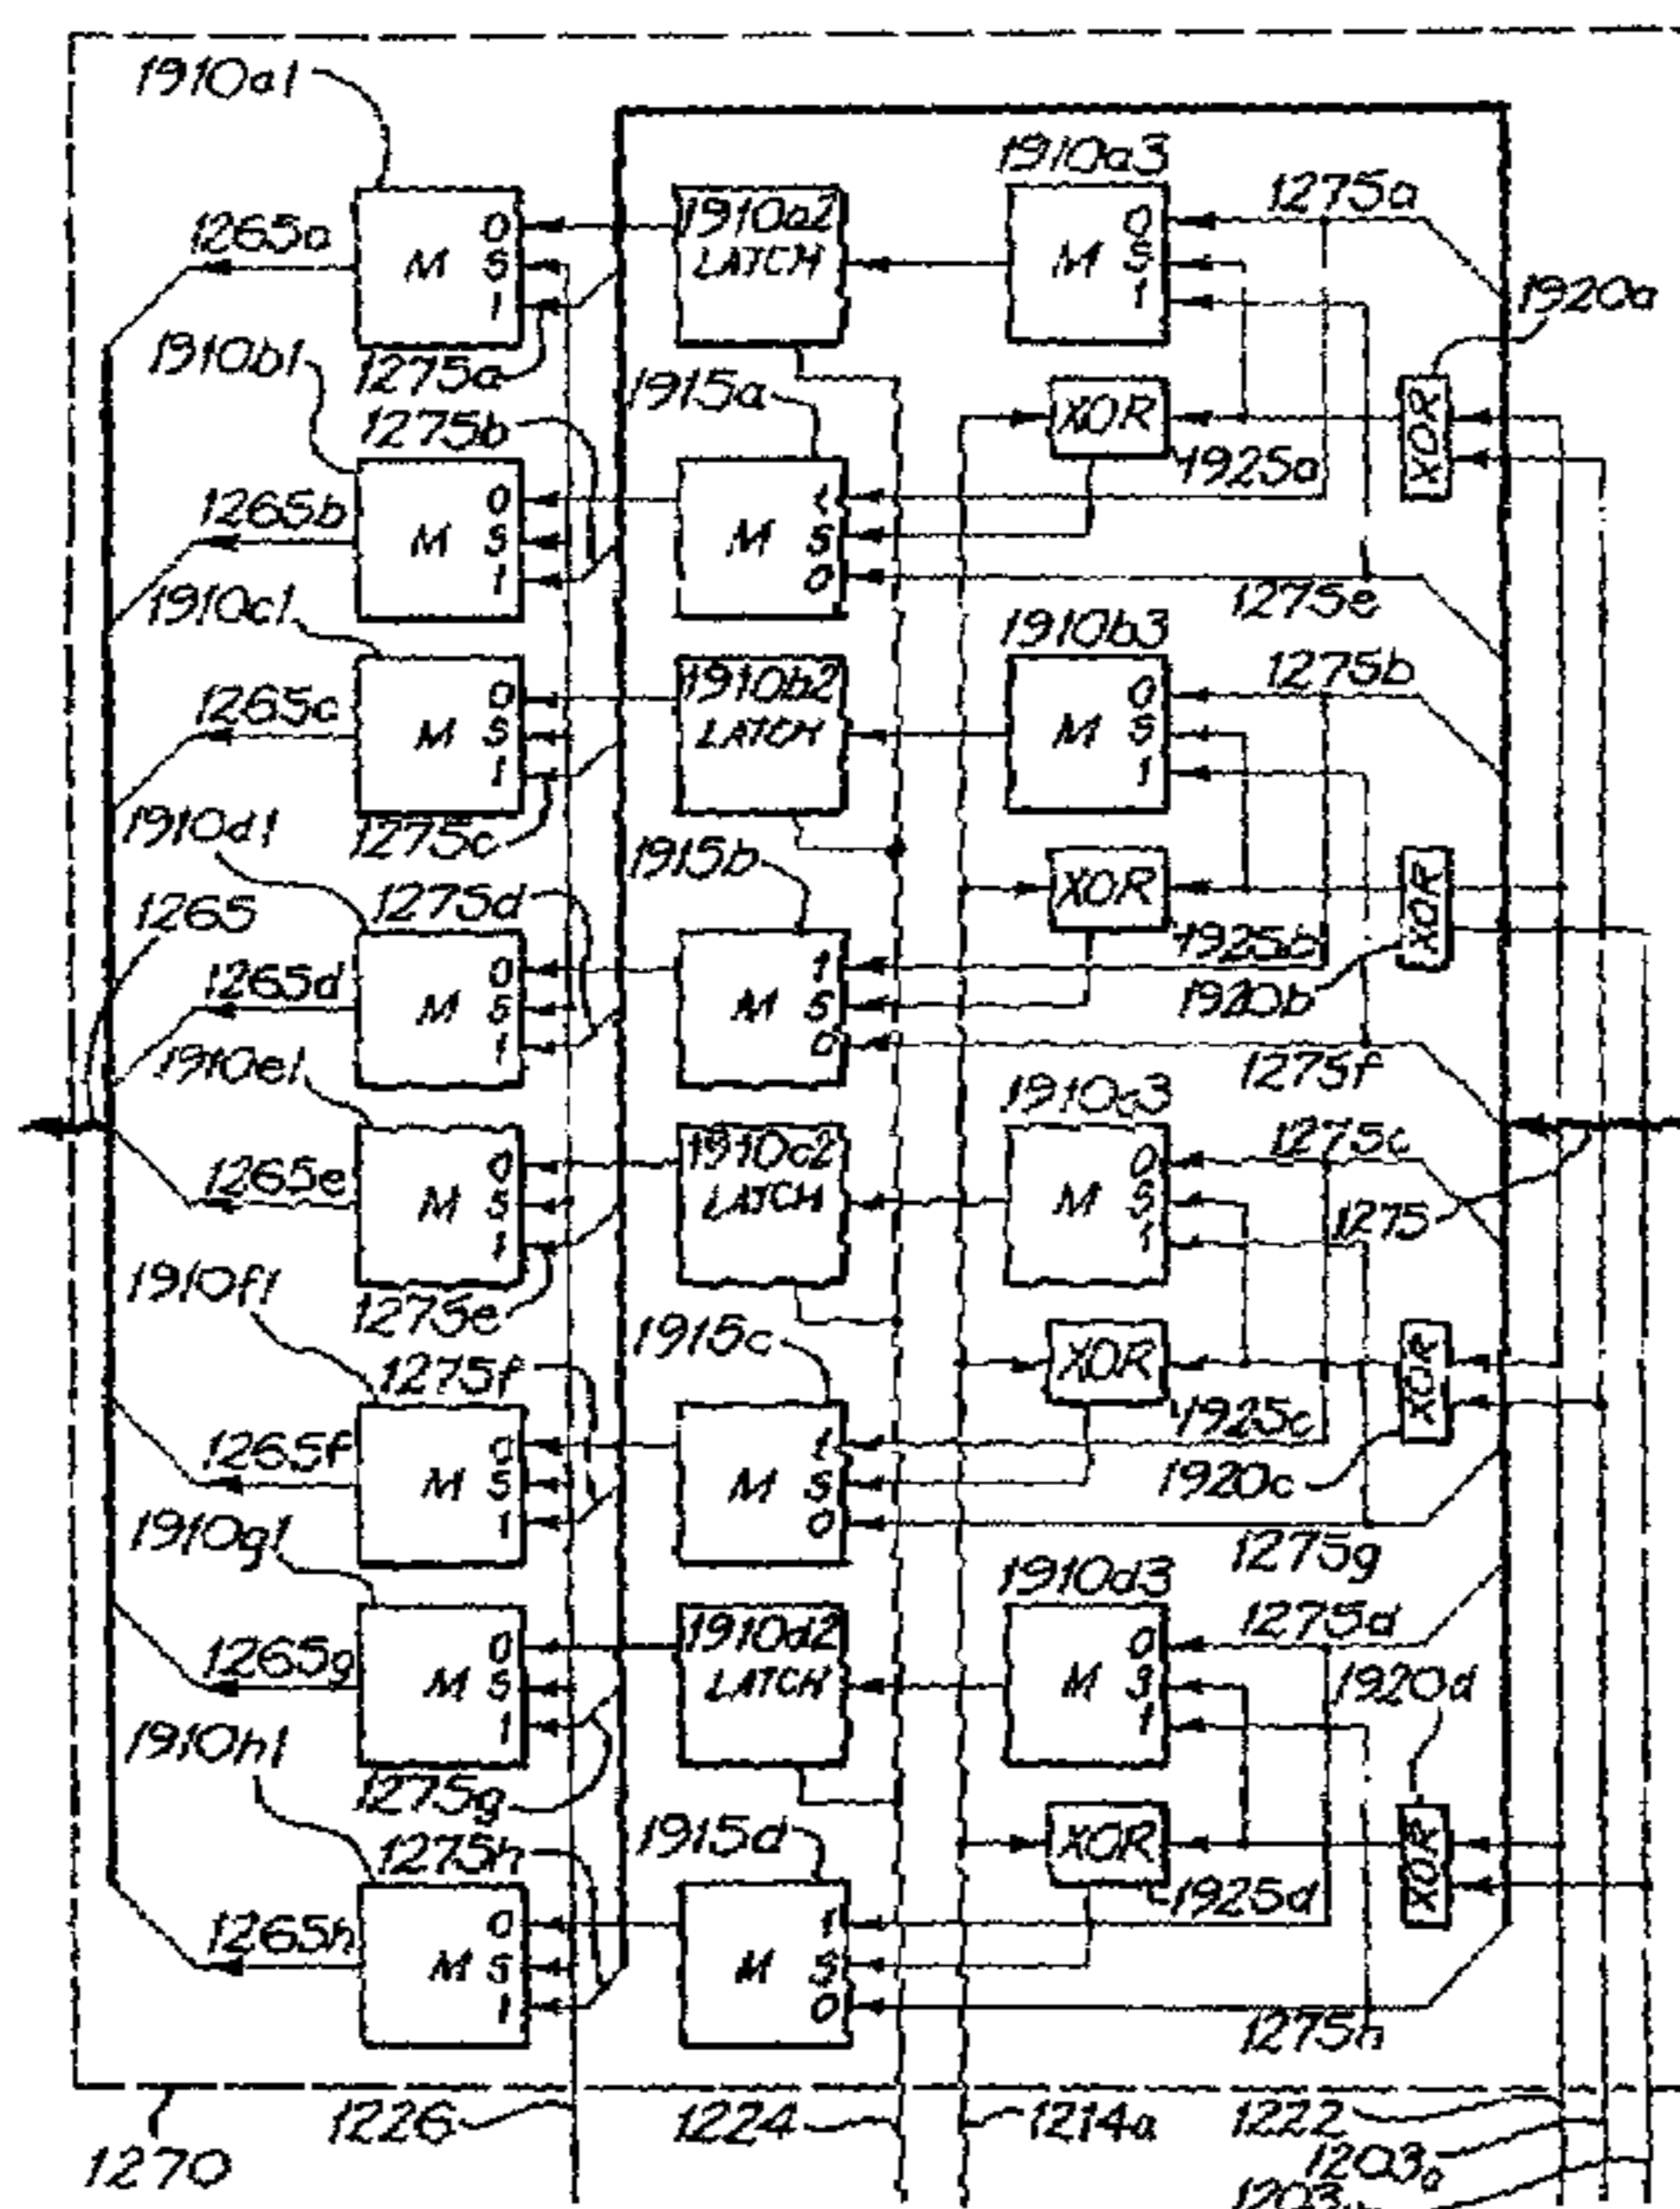 1910a1
1910a3
1275a
1265a
M
0
S
1
1910a2
LATCH
M
0
S
1
1920a
1275a
1910b1
1275b
1915a
XOR
XOR
1925a
1265b
M
0
S
1
M
1
S
0
1275e
1910c1
1910b3
1275b
1265c
M
0
S
1
1910b2
LATCH
M
0
S
1
1910d1
1275c
1915b
XOR
XOR
1265
1275d
1925b
1920b
1265d
M
0
S
1
M
1
S
0
1275f
1910e1
1910c3
1275c
1265e
M
0
S
1
1910c2
LATCH
M
0
S
1
1275
1910f1
1275e
1915c
XOR
XOR
1275f
1925c
1920c
1265f
M
0
S
1
M
1
S
0
1275g
1910g1
1910d3
1275d
1265g
M
0
S
1
1910d2
LATCH
M
0
S
1
1920d
1910h1
1275g
1915d
XOR
XOR
1275h
1925d
1265h
M
0
S
1
M
1
S
0
1275h
1270
1226
1224
1214a
1222
1203₀